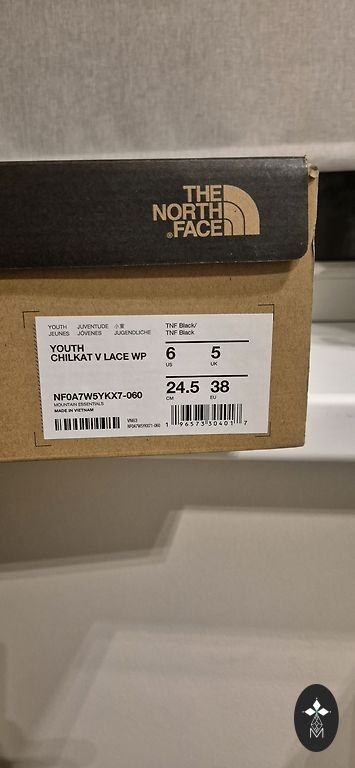 THE
NORTH
FACE
®
YOUTH JUVENTUDE 小童
JEUNES JÓVENES JUGENDLICHE
TNF Black/
TNF Black
YOUTH
CHILKAT V LACE WP
6 5
US UK
24.5 38
CM EU
NF0A7W5YKX7-060
MOUNTAIN ESSENTIALS
MADE IN VIETNAM
NF0A7W5YKX71-060
1 96573 30401 7
M